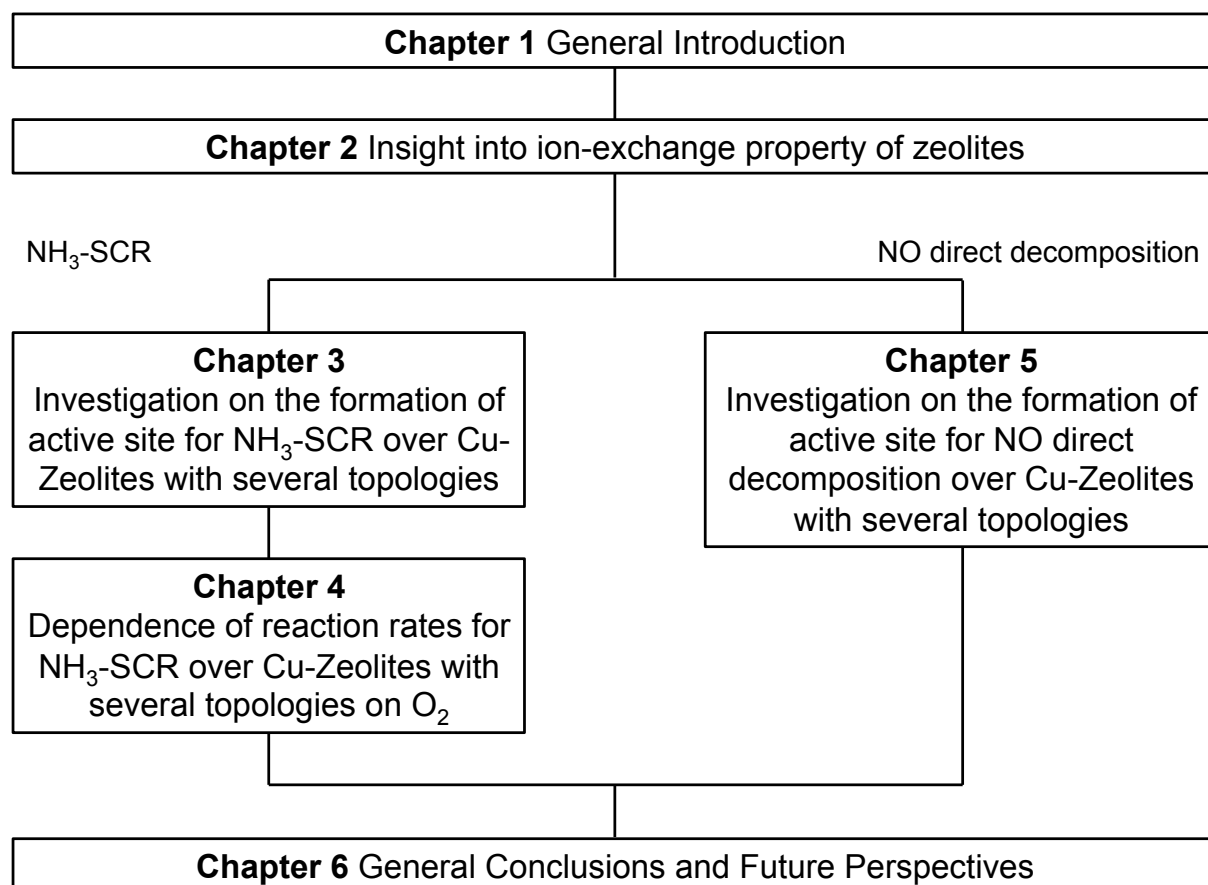 Chapter 1 General Introduction
Chapter 2 Insight into ion-exchange property of zeolites
NH₃-SCR
NO direct decomposition
Chapter 3
Investigation on the formation of
active site for NH₃-SCR over Cu-
Zeolites with several topologies
Chapter 5
Investigation on the formation of
active site for NO direct
decomposition over Cu-Zeolites
with several topologies
Chapter 4
Dependence of reaction rates for
NH₃-SCR over Cu-Zeolites with
several topologies on O₂
Chapter 6 General Conclusions and Future Perspectives